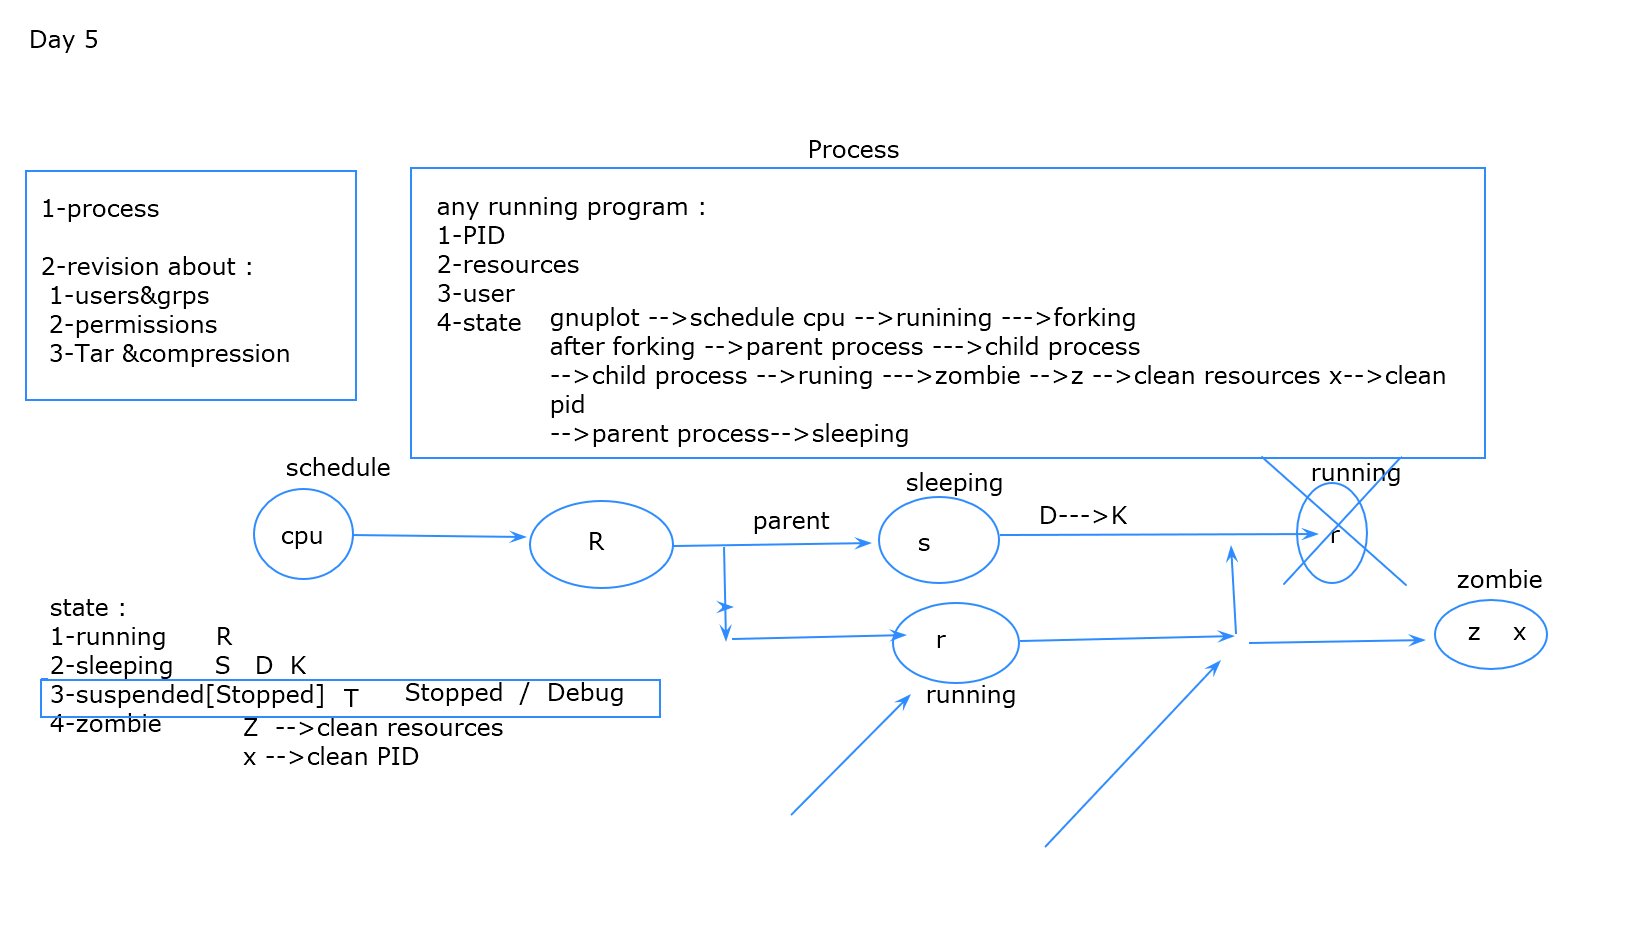 Day 5
Process
1-process
2-revision about :
1-users&grps
2-permissions
3-Tar &compression
any running program :
1-PID
2-resources
3-user
4-state
gnuplot -->schedule cpu -->runining --->forking
after forking -->parent process --->child process
-->child process -->runing --->zombie -->z -->clean resources x-->clean
pid
-->parent process-->sleeping
schedule
cpu
R
parent
sleeping
s
D--->K
running
r
r
running
zombie
z x
state :
1-running R
2-sleeping S D K
3-suspended[Stopped] T Stopped / Debug
4-zombie
Z -->clean resources
x -->clean PID